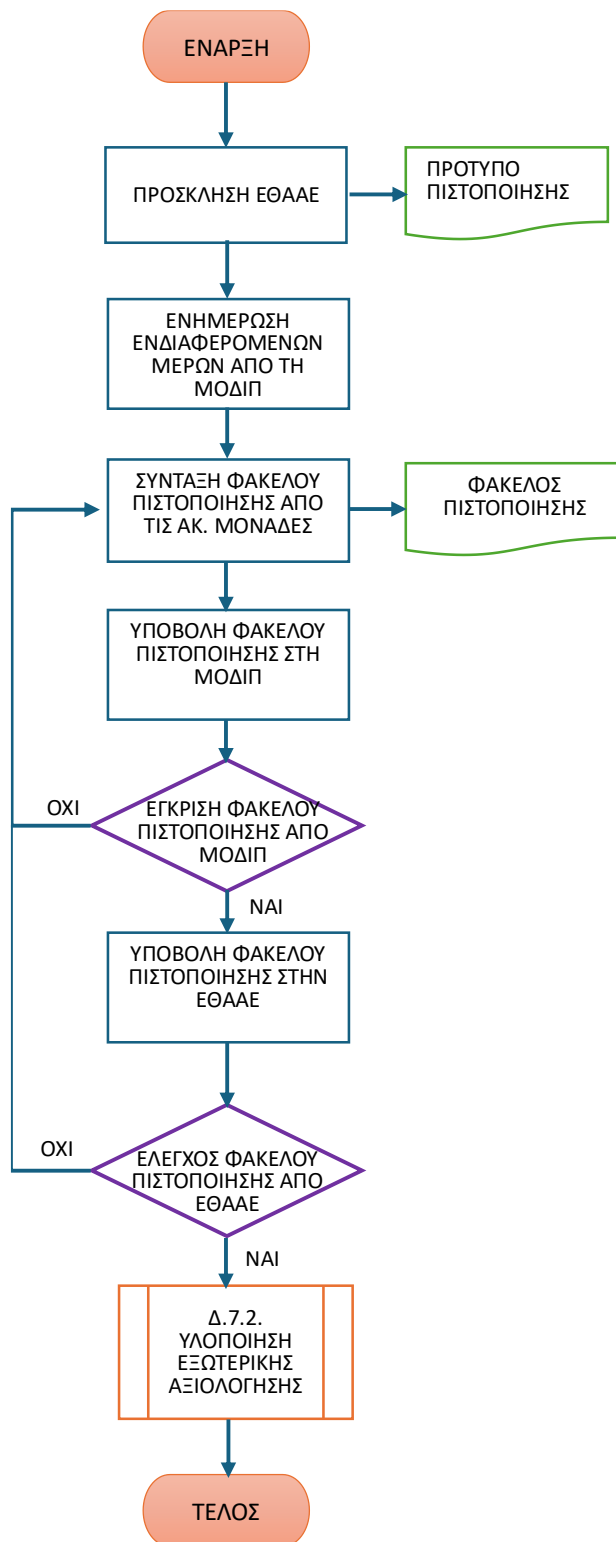 ΕΝΑΡΞΗ
ΠΡΟΣΚΛΗΣΗ ΕΘΑΑΕ
ΠΡΟΤΥΠΟ
ΠΙΣΤΟΠΟΙΗΣΗΣ
ΕΝΗΜΕΡΩΣΗ
ΕΝΔΙΑΦΕΡΟΜΕΝΩΝ
ΜΕΡΩΝ ΑΠΟ ΤΗ
ΜΟΔΙΠ
ΣΥΝΤΑΞΗ ΦΑΚΕΛΟΥ
ΠΙΣΤΟΠΟΙΗΣΗΣ ΑΠΟ
ΤΙΣ ΑΚ. ΜΟΝΑΔΕΣ
ΦΑΚΕΛΟΣ
ΠΙΣΤΟΠΟΙΗΣΗΣ
ΥΠΟΒΟΛΗ ΦΑΚΕΛΟΥ
ΠΙΣΤΟΠΟΙΗΣΗΣ ΣΤΗ
ΜΟΔΙΠ
ΟΧΙ
ΕΓΚΡΙΣΗ ΦΑΚΕΛΟΥ
ΠΙΣΤΟΠΟΙΗΣΗΣ ΑΠΟ
ΜΟΔΙΠ
ΝΑΙ
ΥΠΟΒΟΛΗ ΦΑΚΕΛΟΥ
ΠΙΣΤΟΠΟΙΗΣΗΣ ΣΤΗΝ
ΕΘΑΑΕ
ΟΧΙ
ΕΛΕΓΧΟΣ ΦΑΚΕΛΟΥ
ΠΙΣΤΟΠΟΙΗΣΗΣ ΑΠΟ
ΕΘΑΑΕ
ΝΑΙ
Δ.7.2.
ΥΛΟΠΟΙΗΣΗ
ΕΞΩΤΕΡΙΚΗΣ
ΑΞΙΟΛΟΓΗΣΗΣ
ΤΕΛΟΣ